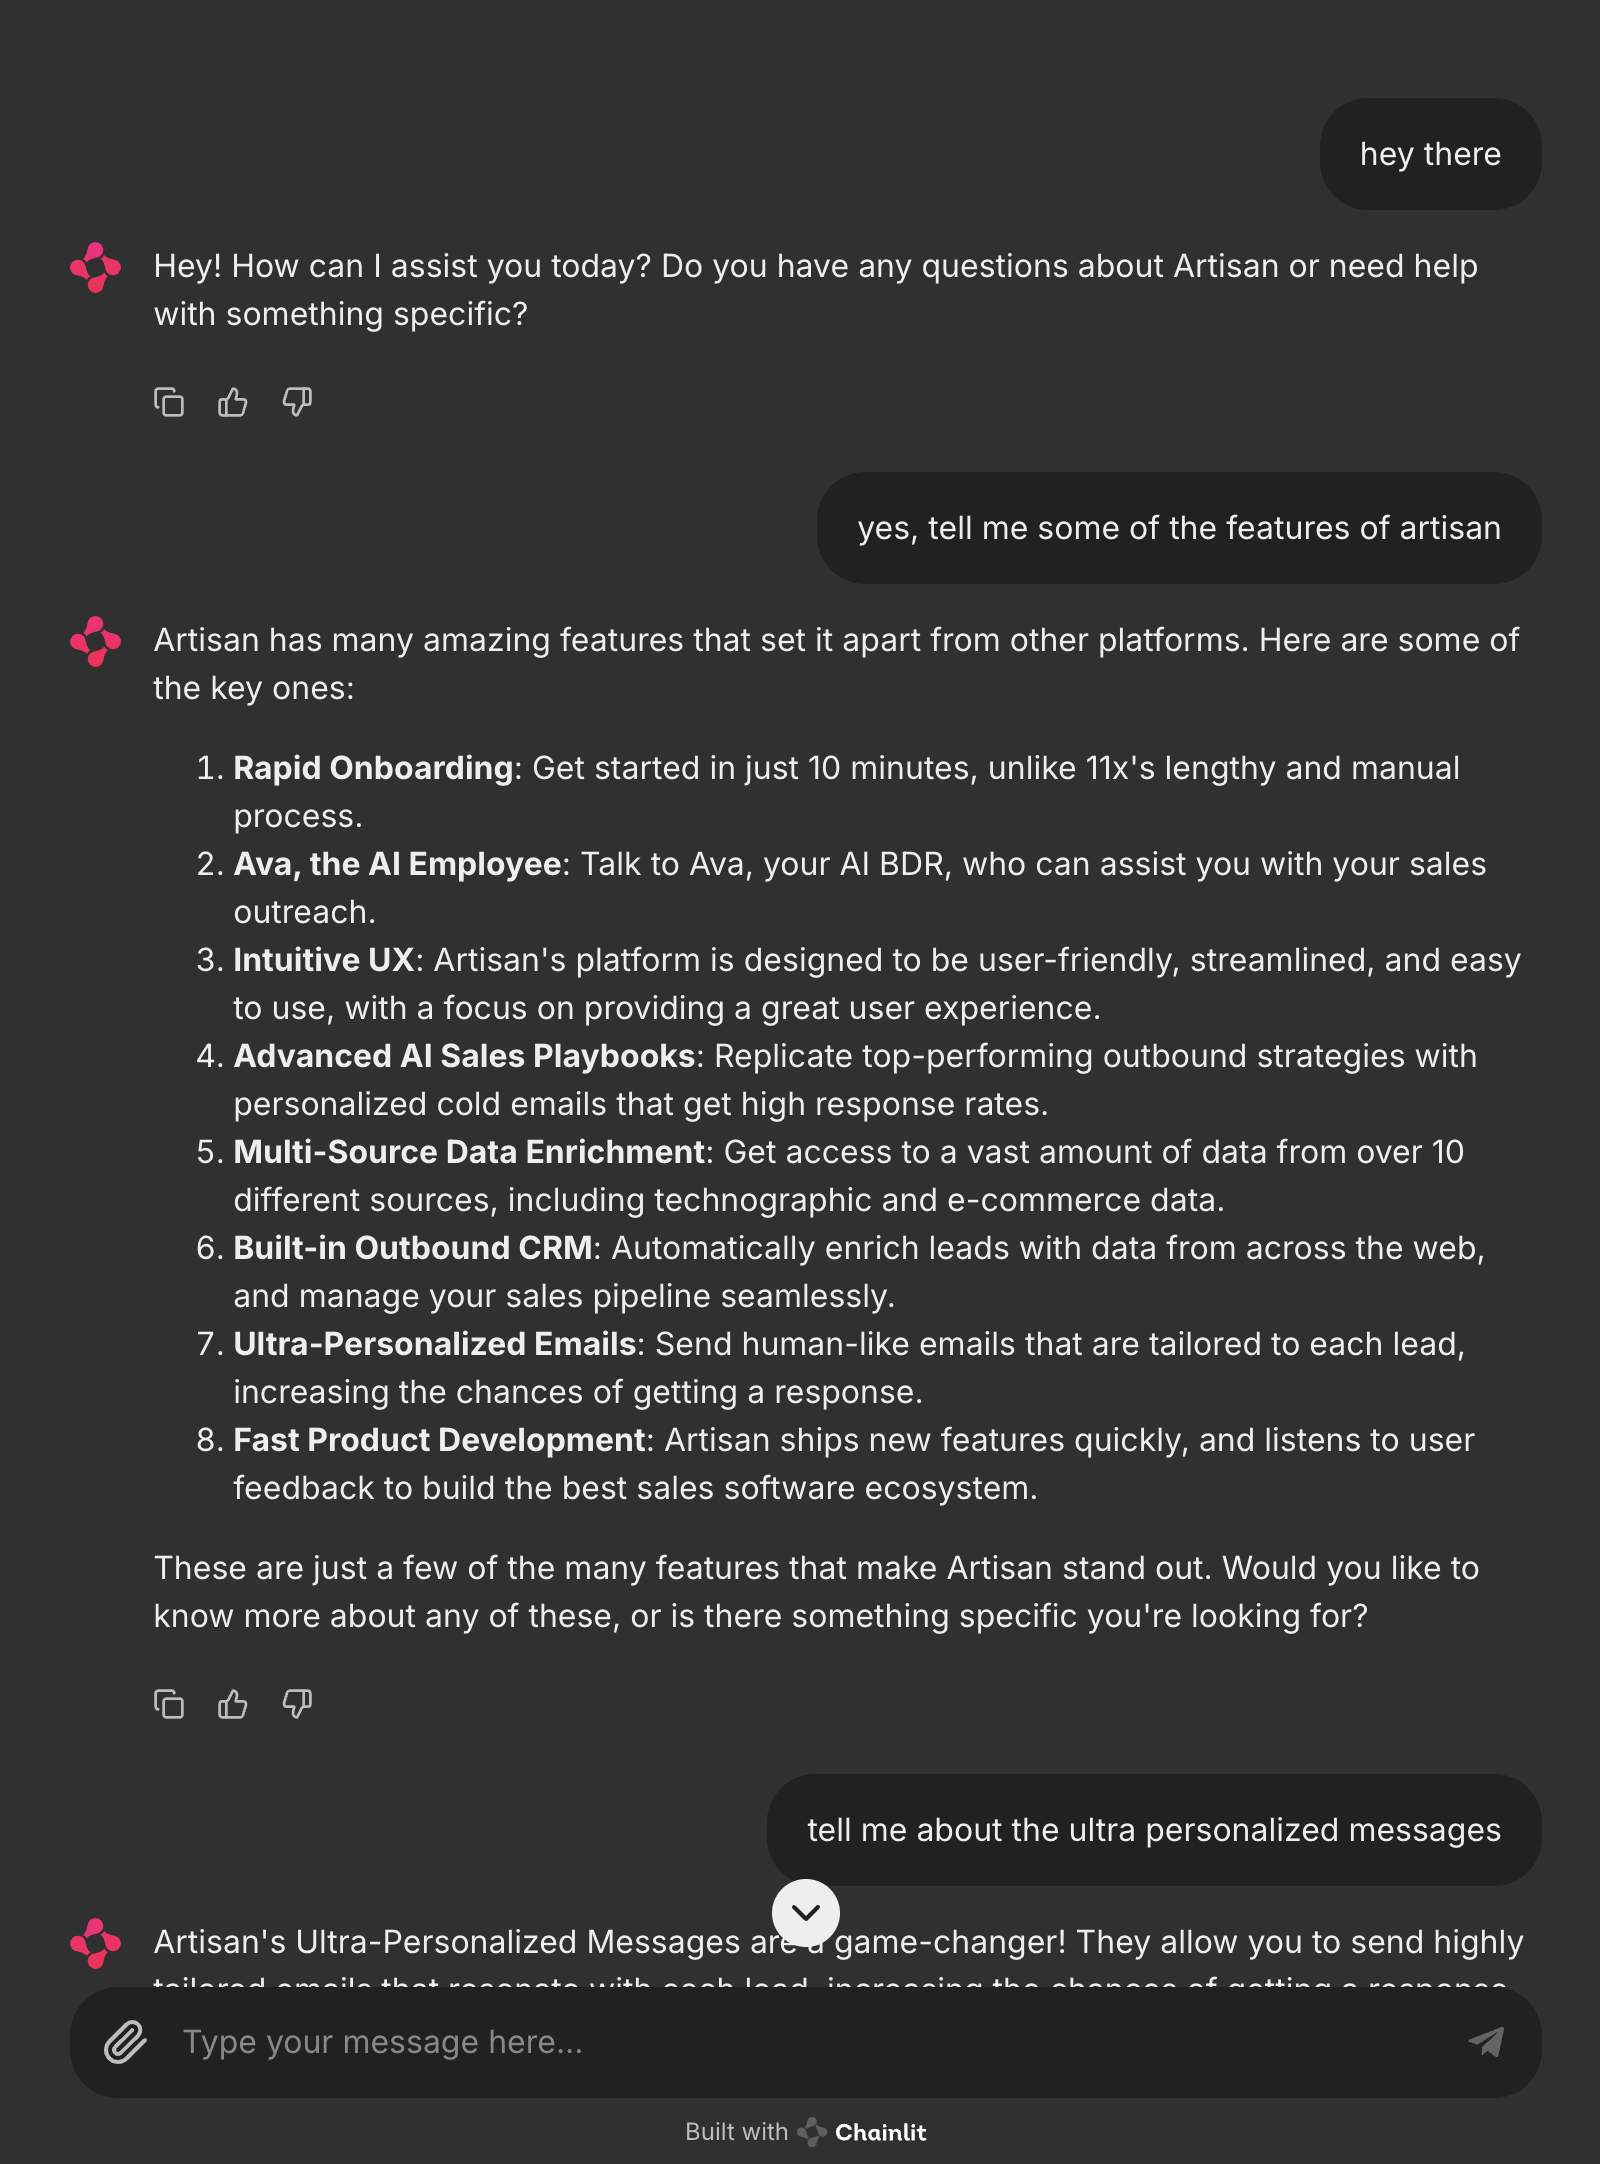 hey there
Hey! How can I assist you today? Do you have any questions about Artisan or need help
with something specific?
yes, tell me some of the features of artisan
Artisan has many amazing features that set it apart from other platforms. Here are some of
the key ones:
1. Rapid Onboarding: Get started in just 10 minutes, unlike 11x's lengthy and manual
process.
2. Ava, the AI Employee: Talk to Ava, your AI BDR, who can assist you with your sales
outreach.
3. Intuitive UX: Artisan's platform is designed to be user-friendly, streamlined, and easy
to use, with a focus on providing a great user experience.
4. Advanced AI Sales Playbooks: Replicate top-performing outbound strategies with
personalized cold emails that get high response rates.
5. Multi-Source Data Enrichment: Get access to a vast amount of data from over 10
different sources, including technographic and e-commerce data.
6. Built-in Outbound CRM: Automatically enrich leads with data from across the web,
and manage your sales pipeline seamlessly.
7. Ultra-Personalized Emails: Send human-like emails that are tailored to each lead,
increasing the chances of getting a response.
8. Fast Product Development: Artisan ships new features quickly, and listens to user
feedback to build the best sales software ecosystem.
These are just a few of the many features that make Artisan stand out. Would you like to
know more about any of these, or is there something specific you're looking for?
tell me about the ultra personalized messages
Artisan's Ultra-Personalized Messages are a game-changer! They allow you to send highly
tailored emails that resonate with each lead, increasing the chances of getting a response
Type your message here...
Built with Chainlit